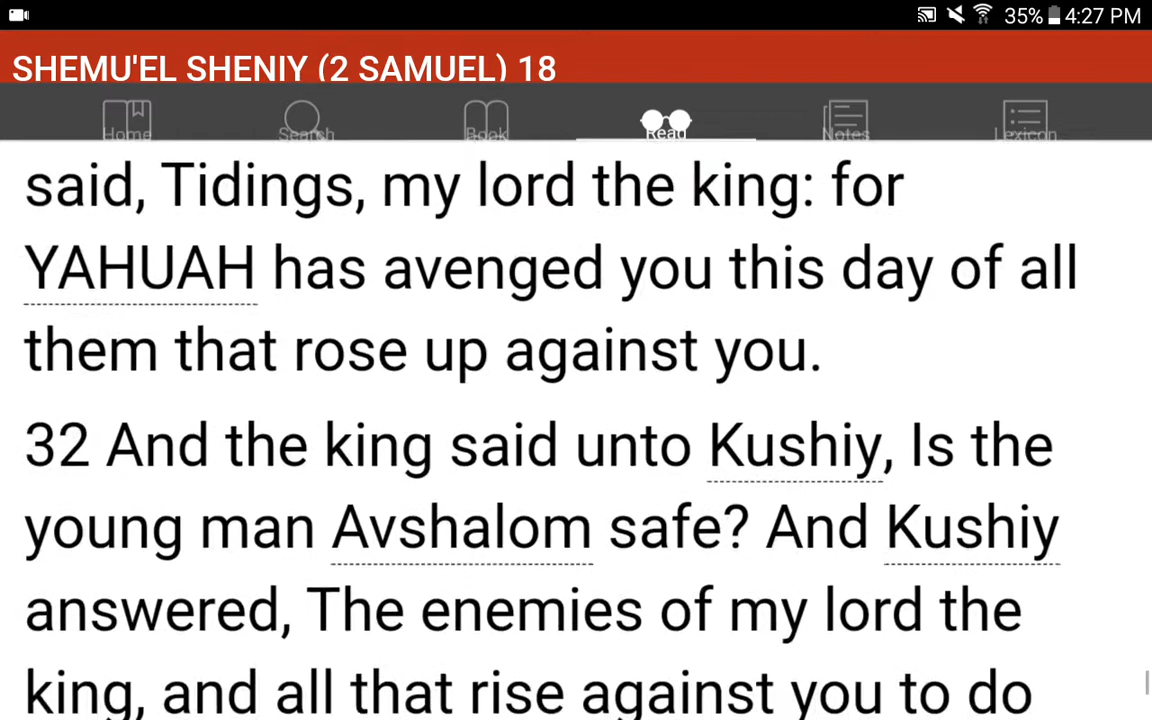 35% 4:27 PM
SHEMU'EL SHENIY (2 SAMUEL) 18
Home Search Book Read Notes Lexicon
said, Tidings, my lord the king: for
YAHUAH has avenged you this day of all
them that rose up against you.
32 And the king said unto Kushiy, Is the
young man Avshalom safe? And Kushiy
answered, The enemies of my lord the
king, and all that rise against you to do